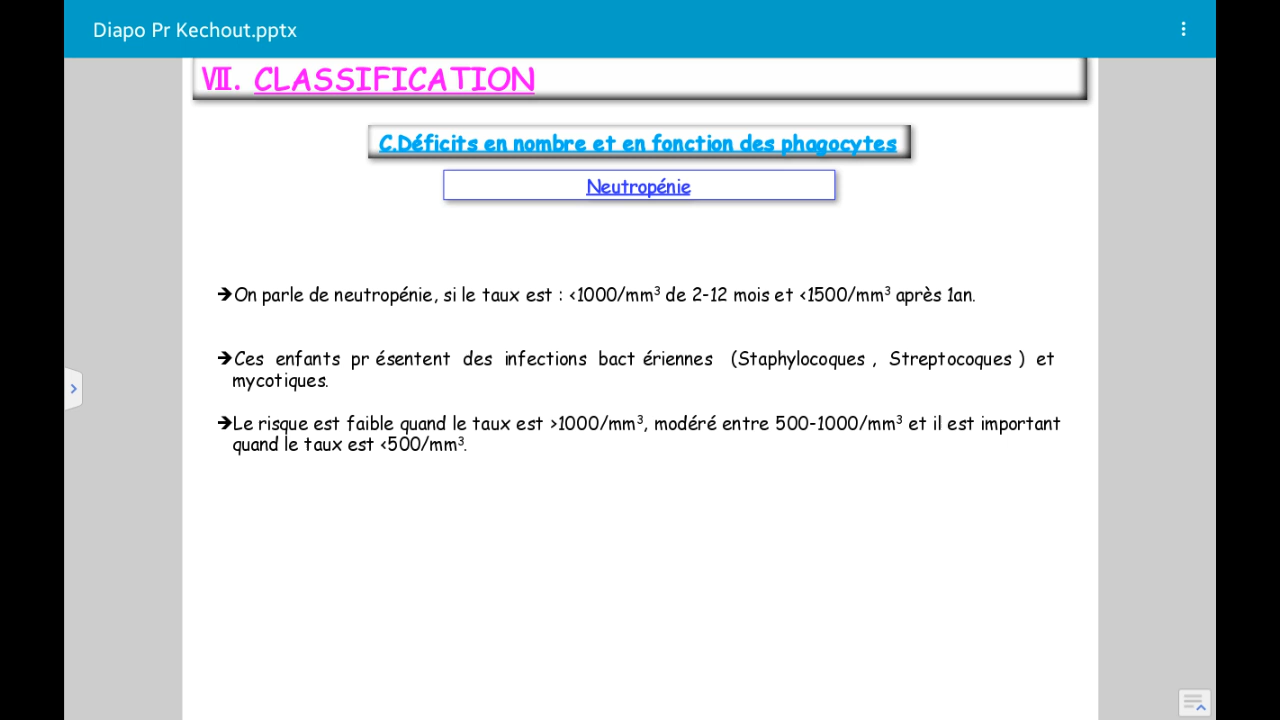 Diapo Pr Kechout.pptx
VII. CLASSIFICATION
C.Déficits en nombre et en fonction des phagocytes
Neutropénie
➔On parle de neutropénie, si le taux est : <1000/mm³ de 2-12 mois et <1500/mm³ après 1an.
➔Ces enfants pr ésentent des infections bact ériennes (Staphylocoques , Streptocoques ) et
mycotiques.
➔Le risque est faible quand le taux est >1000/mm³, modéré entre 500-1000/mm³ et il est important
quand le taux est <500/mm³.